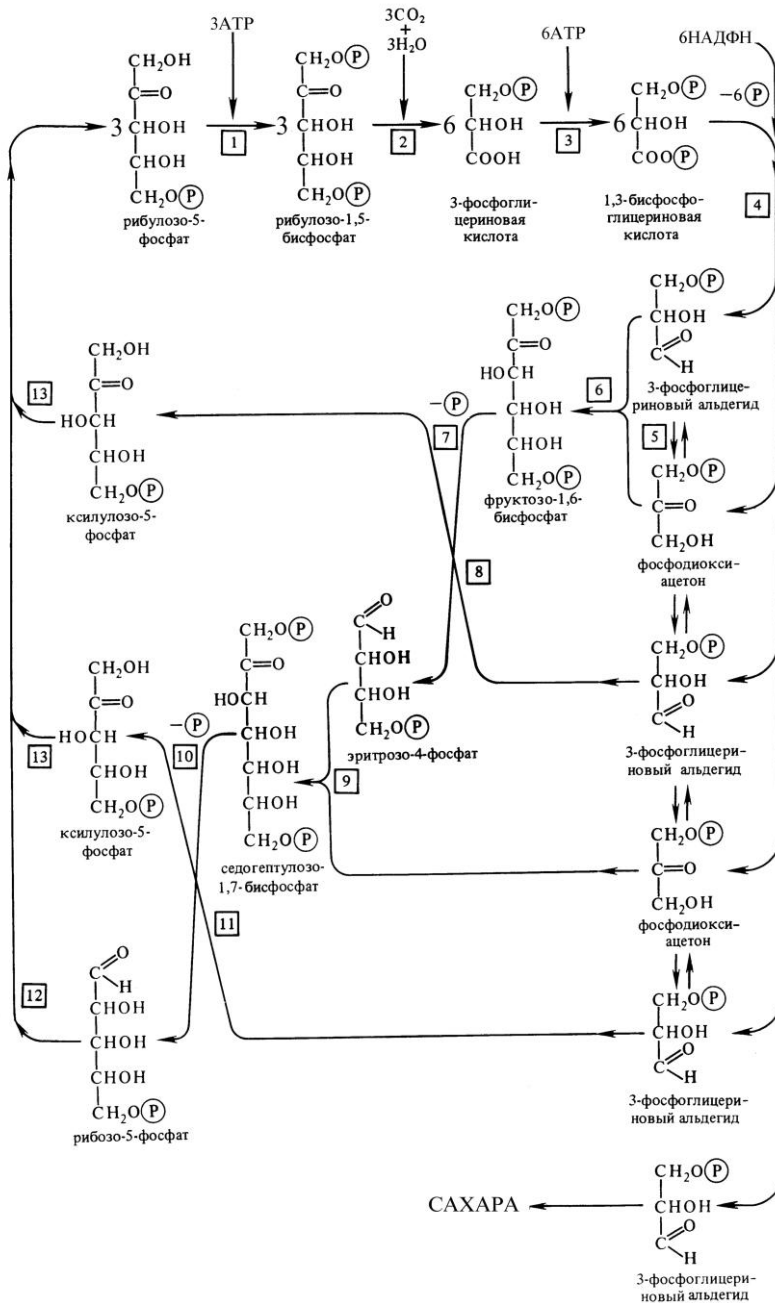 3ATP
3CO₂
+
3H₂O
6ATP
6НАДФН
CH₂OH
C=O
3 CHOH
CHOH
CH₂OⓅ
рибулозо-5-
фосфат
1
CH₂OⓅ
C=O
3 CHOH
CHOH
CH₂OⓅ
рибулозо-1,5-
бисфосфат
2
CH₂OⓅ
6 CHOH
COOH
3-фосфогли-
цериновая
кислота
3
CH₂OⓅ
6 CHOH
COOⓅ
1,3-бисфосфо-
глицериновая
кислота
−6Ⓟ
4
CH₂OⓅ
CHOH
C O
H
3-фосфоглице-
риновый альдегид
5
CH₂OⓅ
C=O
CH₂OH
фосфодиокси-
ацетон
6
CH₂OⓅ
C=O
HOCH
CHOH
CHOH
CH₂OⓅ
фруктозо-1,6-
бисфосфат
−Ⓟ
7
13
CH₂OH
C=O
HOCH
CHOH
CH₂OⓅ
ксилулозо-5-
фосфат
8
CH₂OⓅ
CHOH
C O
H
3-фосфоглицери-
новый альдегид
C O
H
CHOH
CHOH
CH₂OⓅ
эритрозо-4-фосфат
9
CH₂OⓅ
C=O
HOCH
CHOH
CHOH
CHOH
CH₂OⓅ
седогептулозо-
1,7-бисфосфат
−Ⓟ
10
13
CH₂OH
C=O
HOCH
CHOH
CH₂OⓅ
ксилулозо-5-
фосфат
CH₂OⓅ
C=O
CH₂OH
фосфодиокси-
ацетон
11
12
C O
H
CHOH
CHOH
CHOH
CH₂OⓅ
рибозо-5-фосфат
CH₂OⓅ
CHOH
C O
H
3-фосфоглицери-
новый альдегид
САХАРА
CH₂OⓅ
CHOH
C O
H
3-фосфоглицери-
новый альдегид